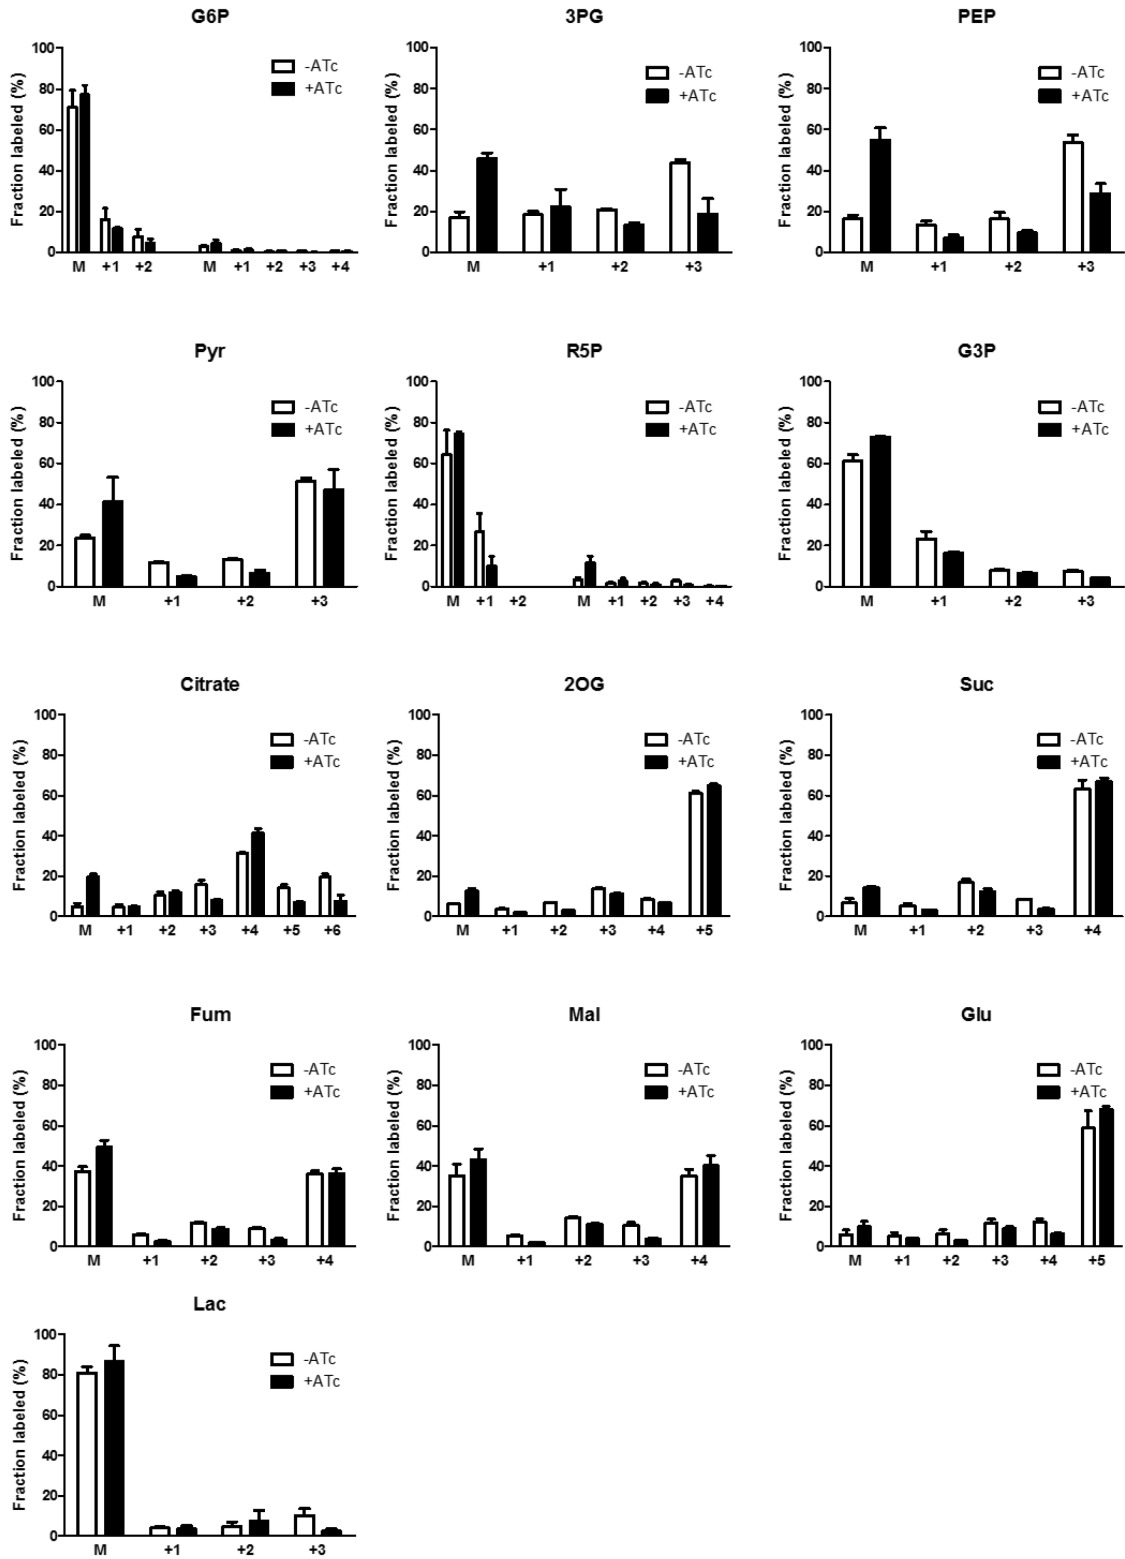 G6P
Fraction labeled (%)
100
80
60
40
20
0
-ATc
+ATc
M +1 +2 M +1 +2 +3 +4
3PG
Fraction labeled (%)
100
80
60
40
20
0
-ATc
+ATc
M +1 +2 +3
PEP
Fraction labeled (%)
100
80
60
40
20
0
-ATc
+ATc
M +1 +2 +3
Pyr
Fraction labeled (%)
100
80
60
40
20
0
-ATc
+ATc
M +1 +2 +3
R5P
Fraction labeled (%)
100
80
60
40
20
0
-ATc
+ATc
M +1 +2 M +1 +2 +3 +4
G3P
Fraction labeled (%)
100
80
60
40
20
0
-ATc
+ATc
M +1 +2 +3
Citrate
Fraction labeled (%)
100
80
60
40
20
0
-ATc
+ATc
M +1 +2 +3 +4 +5 +6
2OG
Fraction labeled (%)
100
80
60
40
20
0
-ATc
+ATc
M +1 +2 +3 +4 +5
Suc
Fraction labeled (%)
100
80
60
40
20
0
-ATc
+ATc
M +1 +2 +3 +4
Fum
Fraction labeled (%)
100
80
60
40
20
0
-ATc
+ATc
M +1 +2 +3 +4
Mal
Fraction labeled (%)
100
80
60
40
20
0
-ATc
+ATc
M +1 +2 +3 +4
Glu
Fraction labeled (%)
100
80
60
40
20
0
-ATc
+ATc
M +1 +2 +3 +4 +5
Lac
Fraction labeled (%)
100
80
60
40
20
0
-ATc
+ATc
M +1 +2 +3